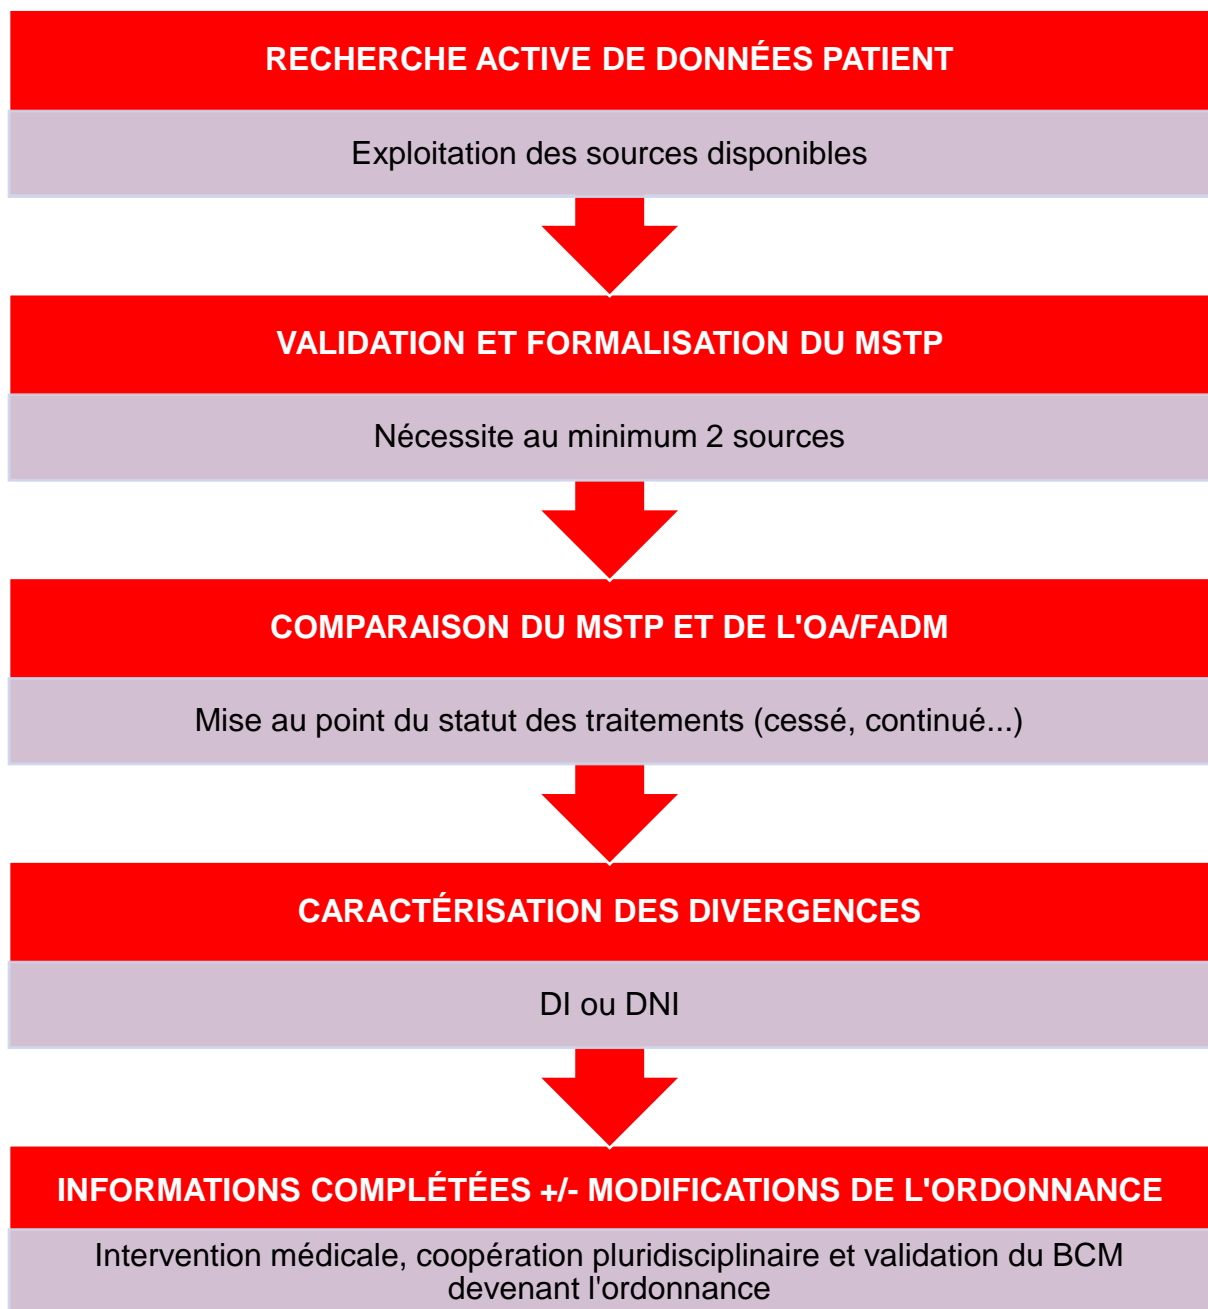 RECHERCHE ACTIVE DE DONNÉES PATIENT
Exploitation des sources disponibles
VALIDATION ET FORMALISATION DU MSTP
Nécessite au minimum 2 sources
COMPARAISON DU MSTP ET DE L'OA/FADM
Mise au point du statut des traitements (cessé, continué...)
CARACTÉRISATION DES DIVERGENCES
DI ou DNI
INFORMATIONS COMPLÉTÉES +/- MODIFICATIONS DE L'ORDONNANCE
Intervention médicale, coopération pluridisciplinaire et validation du BCM
devenant l'ordonnance